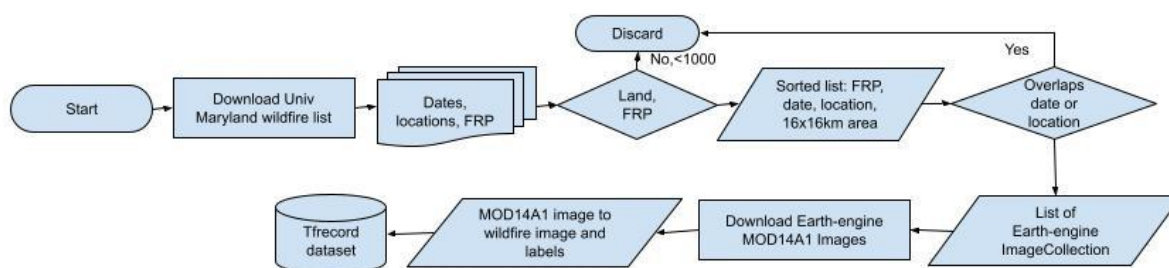 Discard
No,<1000
Yes
Start
Download Univ
Maryland wildfire list
Dates,
locations, FRP
Land,
FRP
Sorted list: FRP,
date, location,
16x16km area
Overlaps
date or
location
Tfrecord
dataset
MOD14A1 image to
wildfire image and
labels
Download Earth-engine
MOD14A1 Images
List of
Earth-engine
ImageCollection